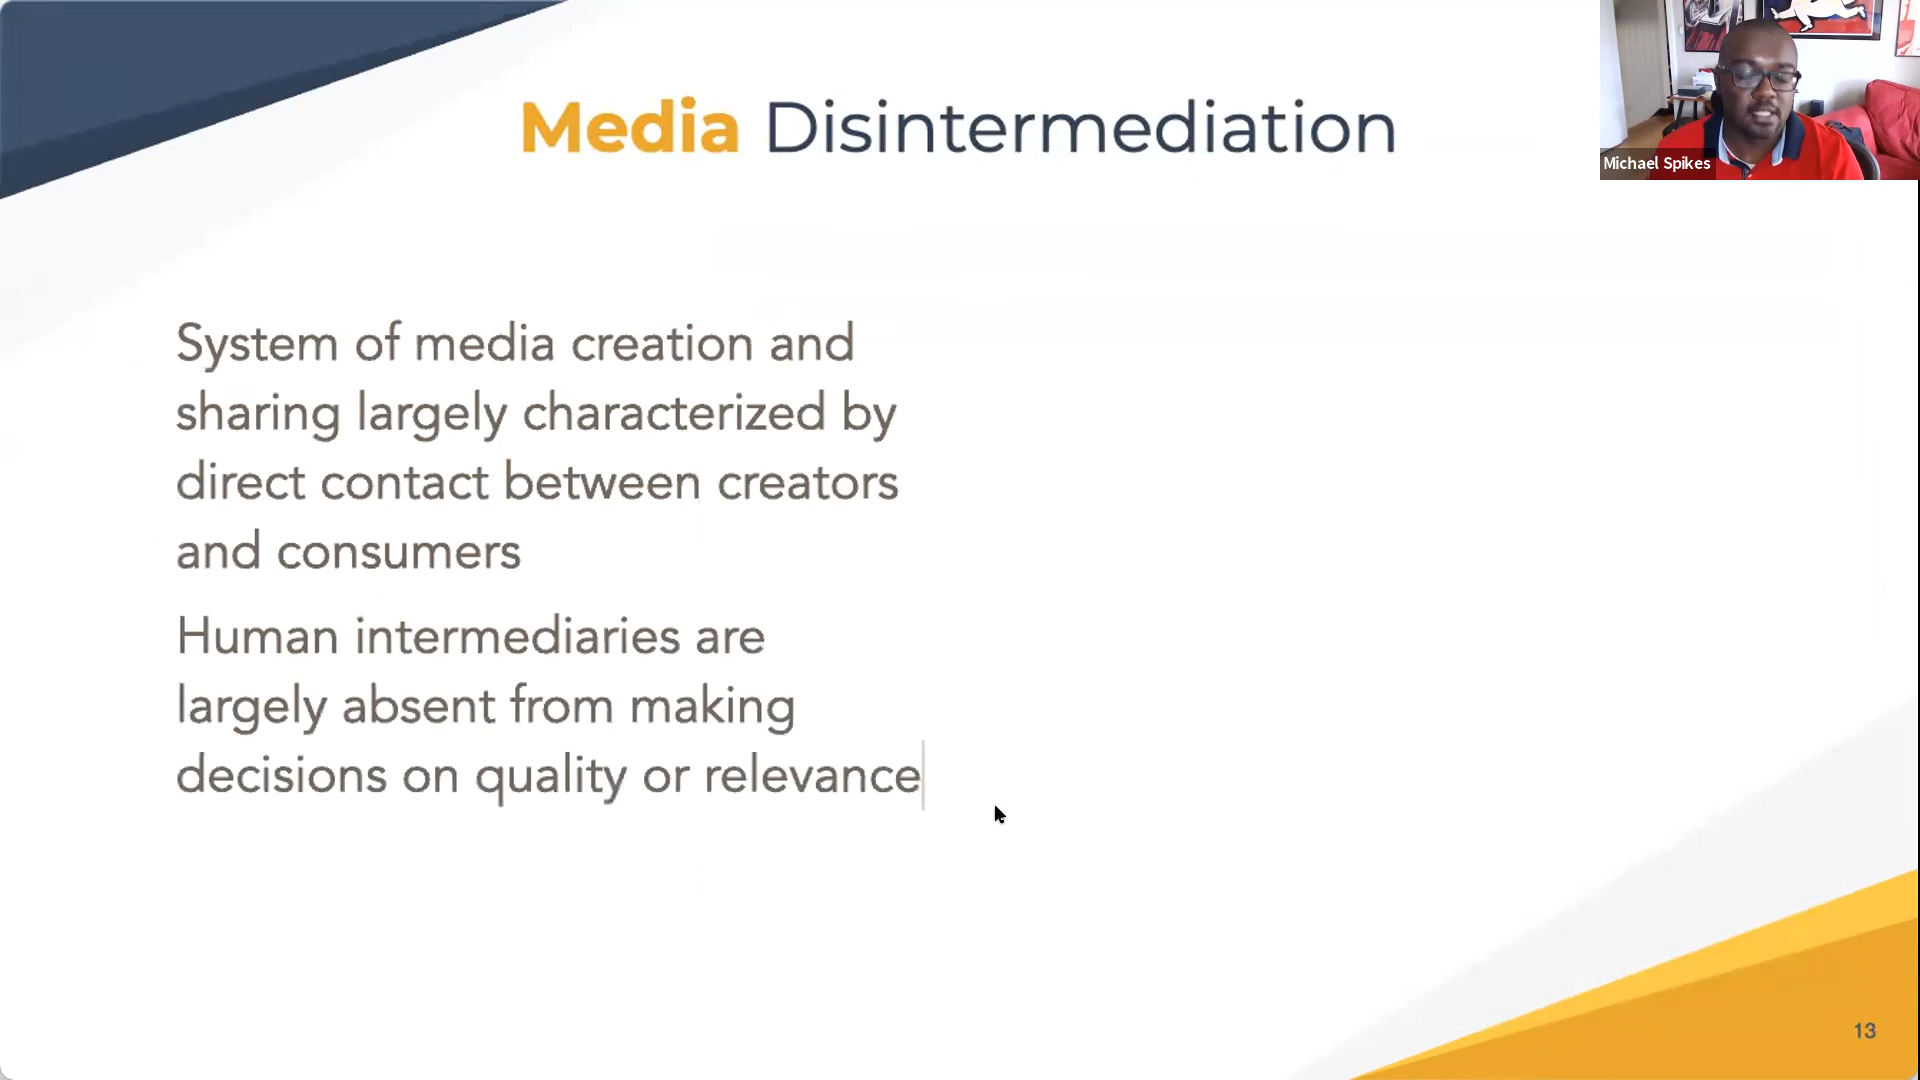 Media Disintermediation
Michael Spikes
System of media creation and
sharing largely characterized by
direct contact between creators
and consumers
Human intermediaries are
largely absent from making
decisions on quality or relevance
13